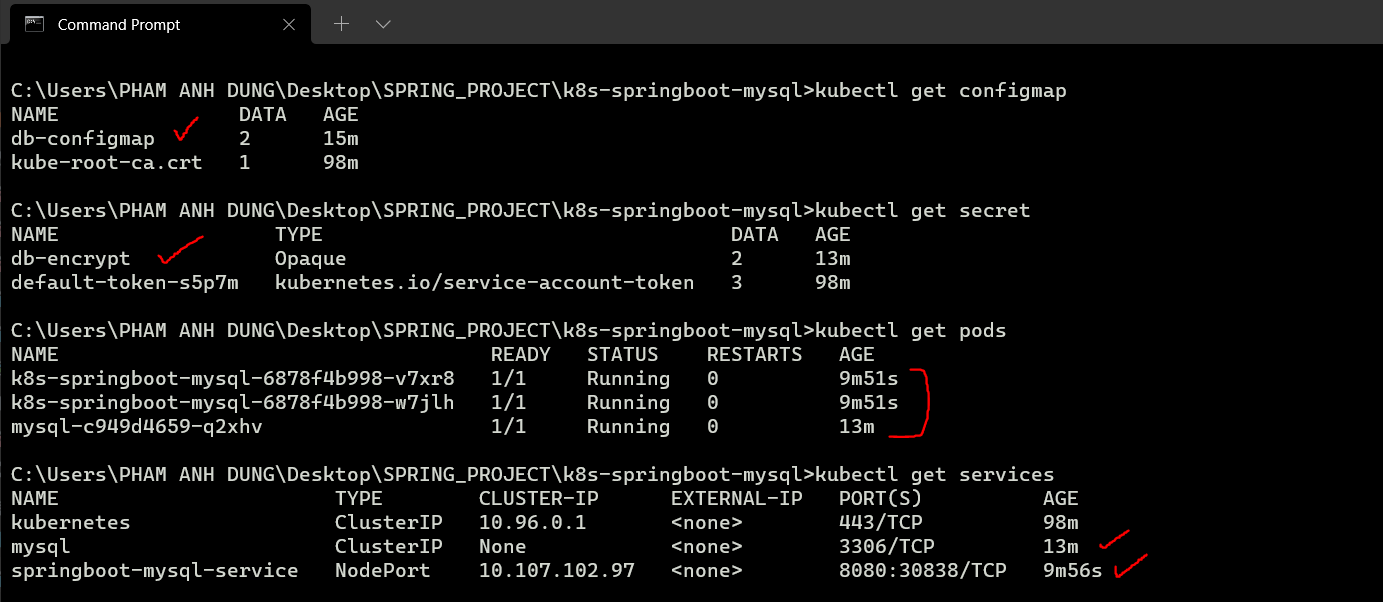 Command Prompt
C:\Users\PHAM ANH DUNG\Desktop\SPRING_PROJECT\k8s-springboot-mysql>kubectl get configmap
NAME DATA AGE
db-configmap 2 15m
kube-root-ca.crt 1 98m
C:\Users\PHAM ANH DUNG\Desktop\SPRING_PROJECT\k8s-springboot-mysql>kubectl get secret
NAME TYPE DATA AGE
db-encrypt Opaque 2 13m
default-token-s5p7m kubernetes.io/service-account-token 3 98m
C:\Users\PHAM ANH DUNG\Desktop\SPRING_PROJECT\k8s-springboot-mysql>kubectl get pods
NAME READY STATUS RESTARTS AGE
k8s-springboot-mysql-6878f4b998-v7xr8 1/1 Running 0 9m51s
k8s-springboot-mysql-6878f4b998-w7jlh 1/1 Running 0 9m51s
mysql-c949d4659-q2xhv 1/1 Running 0 13m
C:\Users\PHAM ANH DUNG\Desktop\SPRING_PROJECT\k8s-springboot-mysql>kubectl get services
NAME TYPE CLUSTER-IP EXTERNAL-IP PORT(S) AGE
kubernetes ClusterIP 10.96.0.1 <none> 443/TCP 98m
mysql ClusterIP None <none> 3306/TCP 13m
springboot-mysql-service NodePort 10.107.102.97 <none> 8080:30838/TCP 9m56s